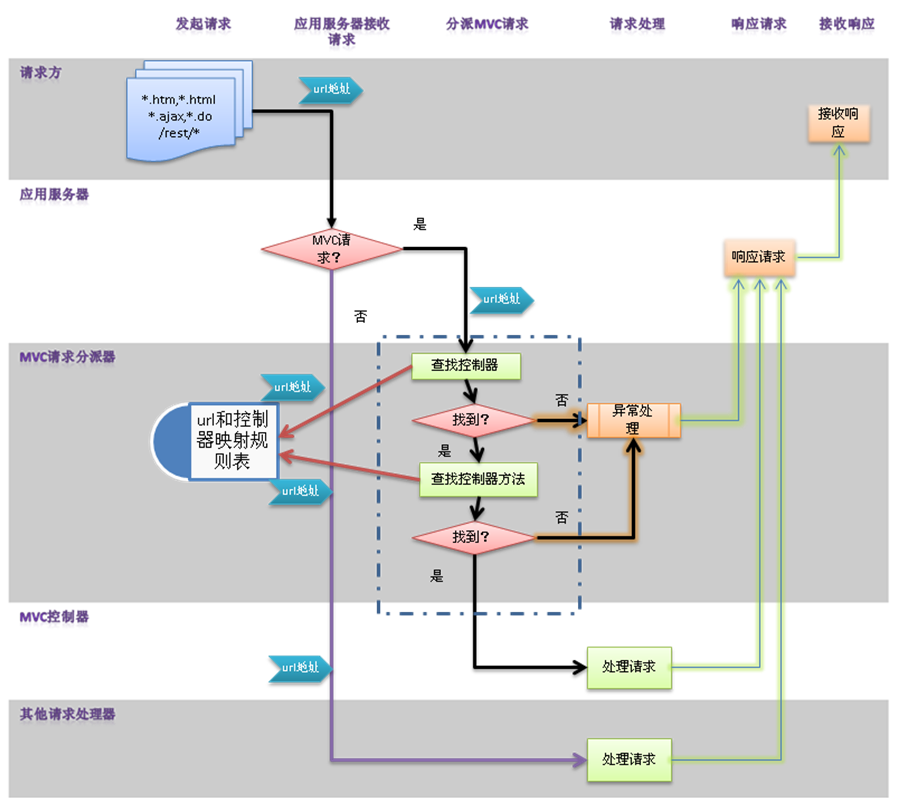 发起请求
应用服务器接收
请求
分派MVC请求
请求处理
响应请求
接收响应
请求方
url地址
*.htm,*.html
*.ajax,*.do
/rest/*
接收响
应
应用服务器
是
MVC请
求？
响应请求
url地址
否
MVC请求分派器
查找控制器
url地址
否
url和控制
器映射规
则表
找到？
异常处
理
是
查找控制器方法
url地址
否
找到？
是
MVC控制器
url地址
处理请求
其他请求处理器
处理请求